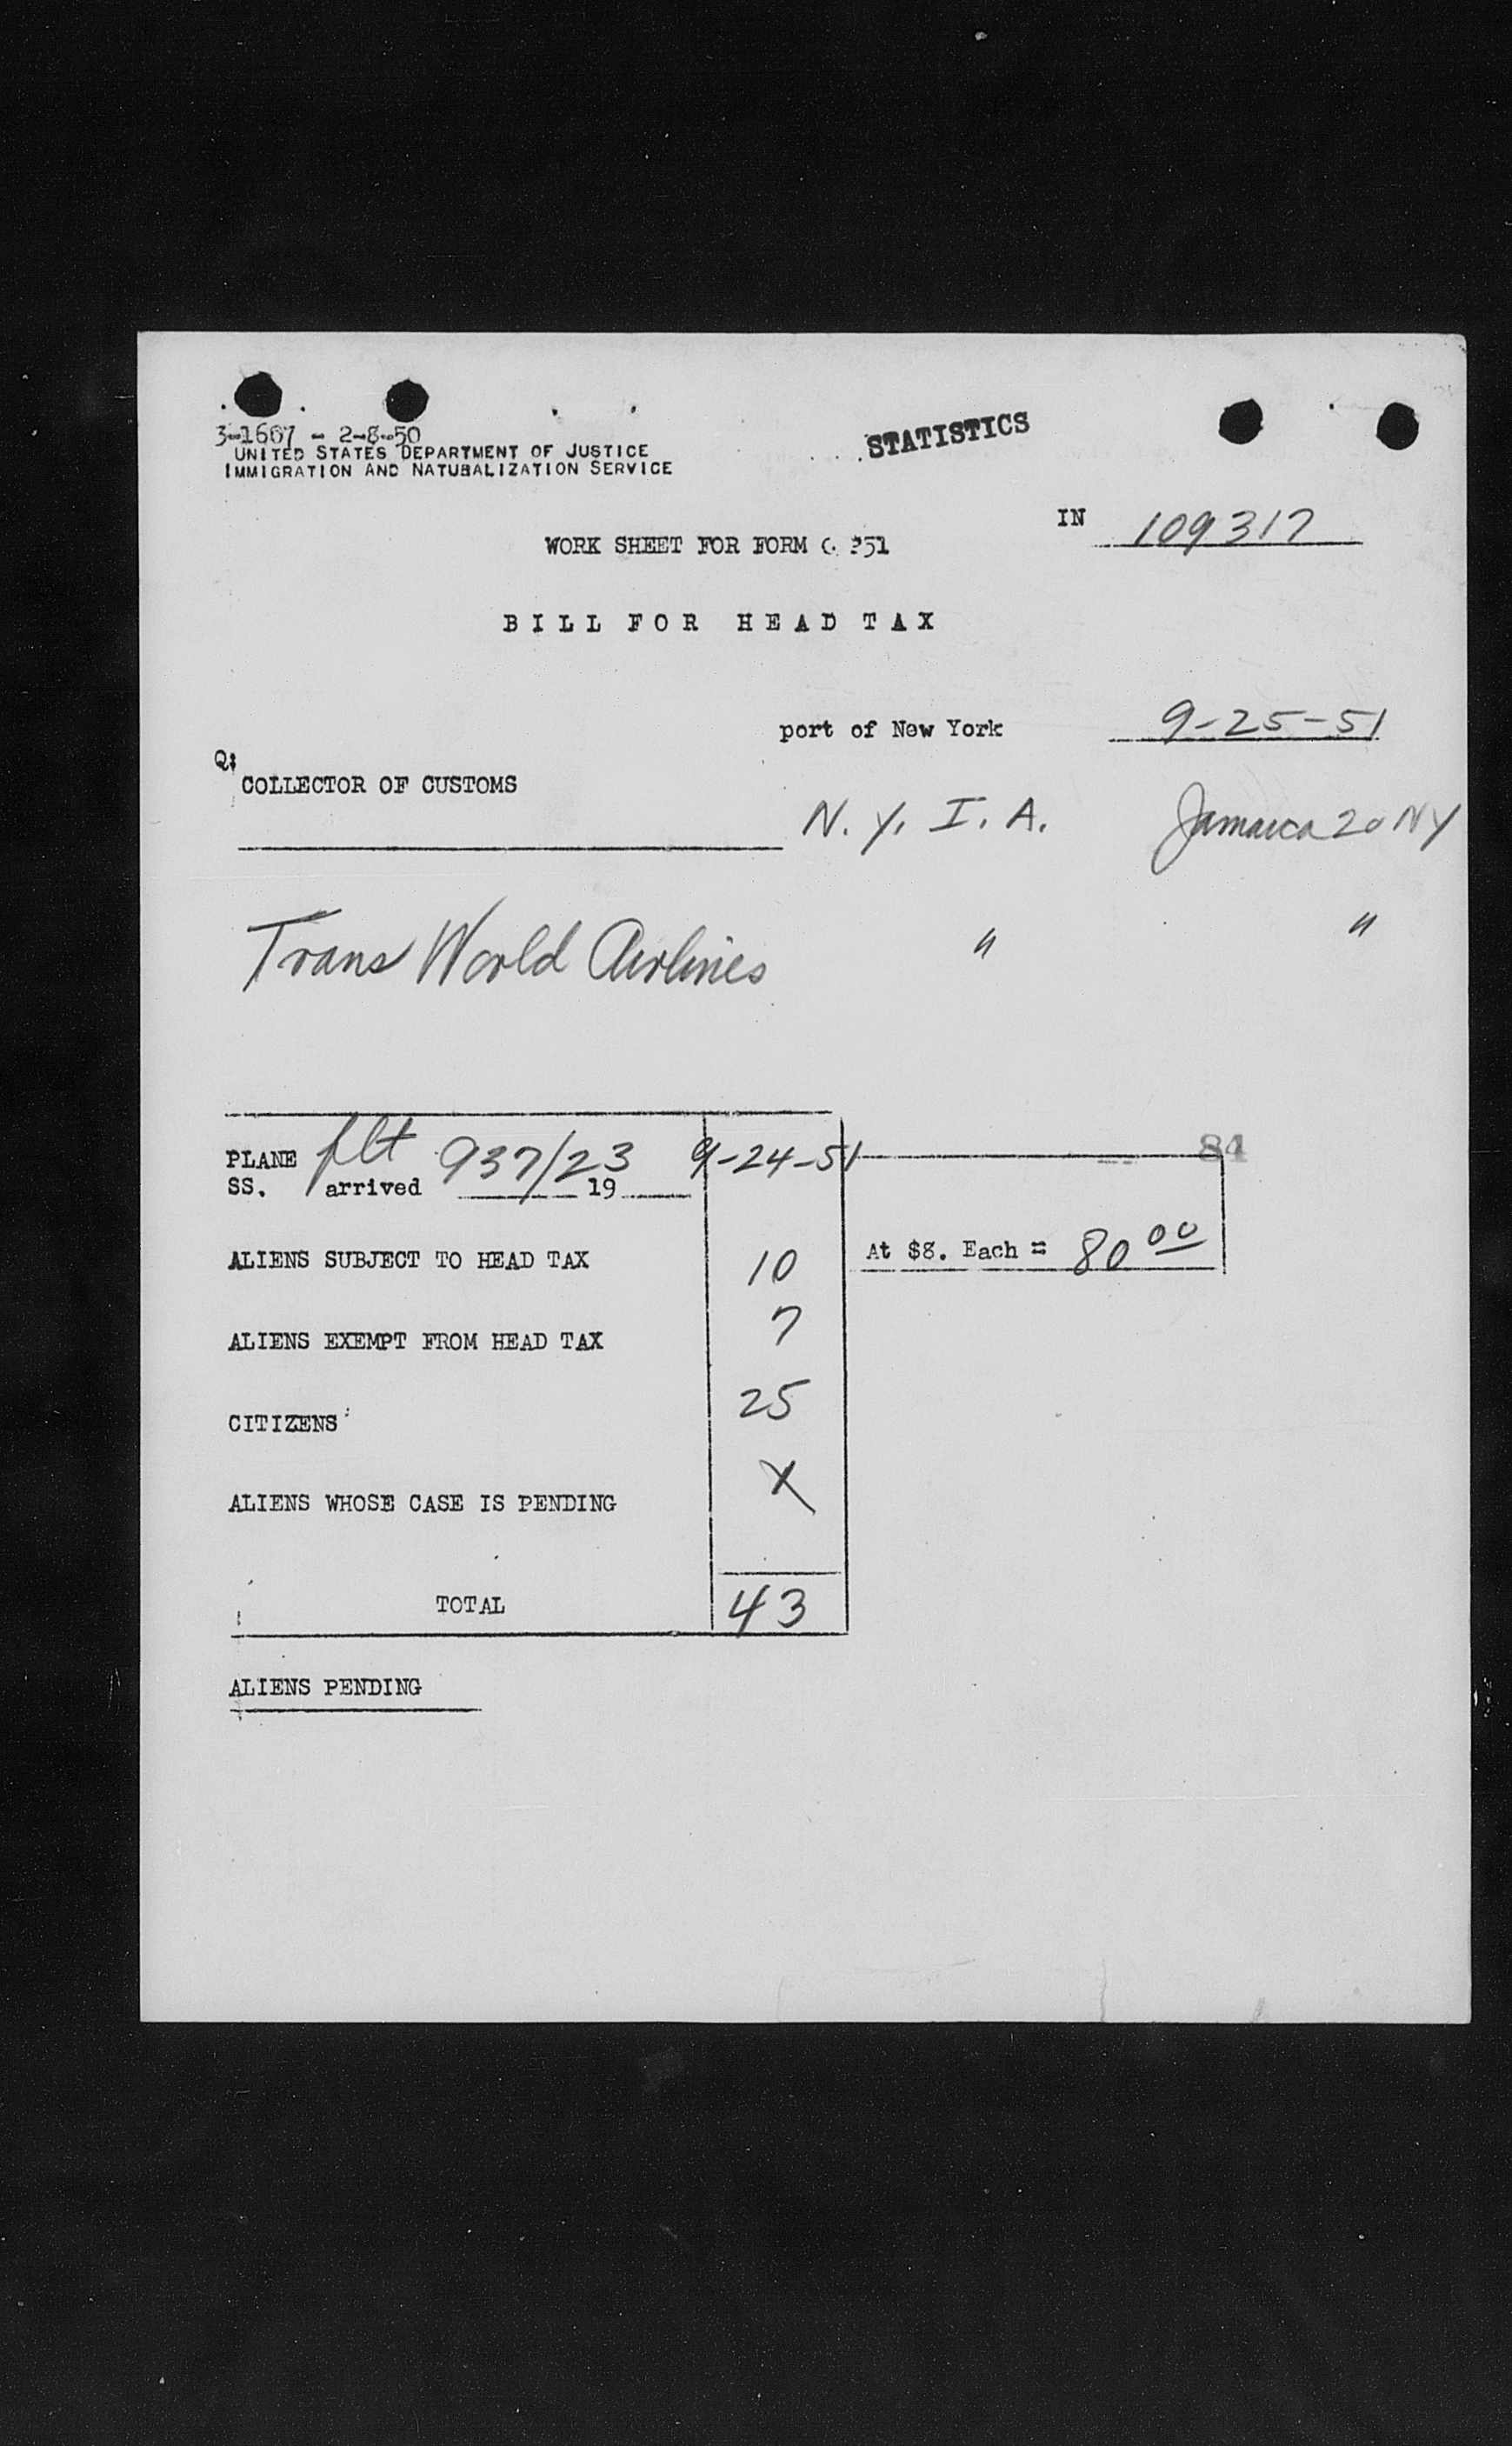 3-1667 - 2-8-50
UNITED STATES DEPARTMENT OF JUSTICE
IMMIGRATION AND NATURALIZATION SERVICE
STATISTICS
IN 109317
WORK SHEET FOR FORM
BILL FOR HEAD TAX
port of New York 9-25-51
COLLECTOR OF CUSTOMS
N. Y. I. A. Jamaica 20 NY
Trans World Airlines " "
84
PLANE flt 937/23 9-24-51
SS. arrived 19
ALIENS SUBJECT TO HEAD TAX 10 At $8. Each = 80 00
ALIENS EXEMPT FROM HEAD TAX 7
CITIZENS 25
ALIENS WHOSE CASE IS PENDING X
TOTAL 43
ALIENS PENDING